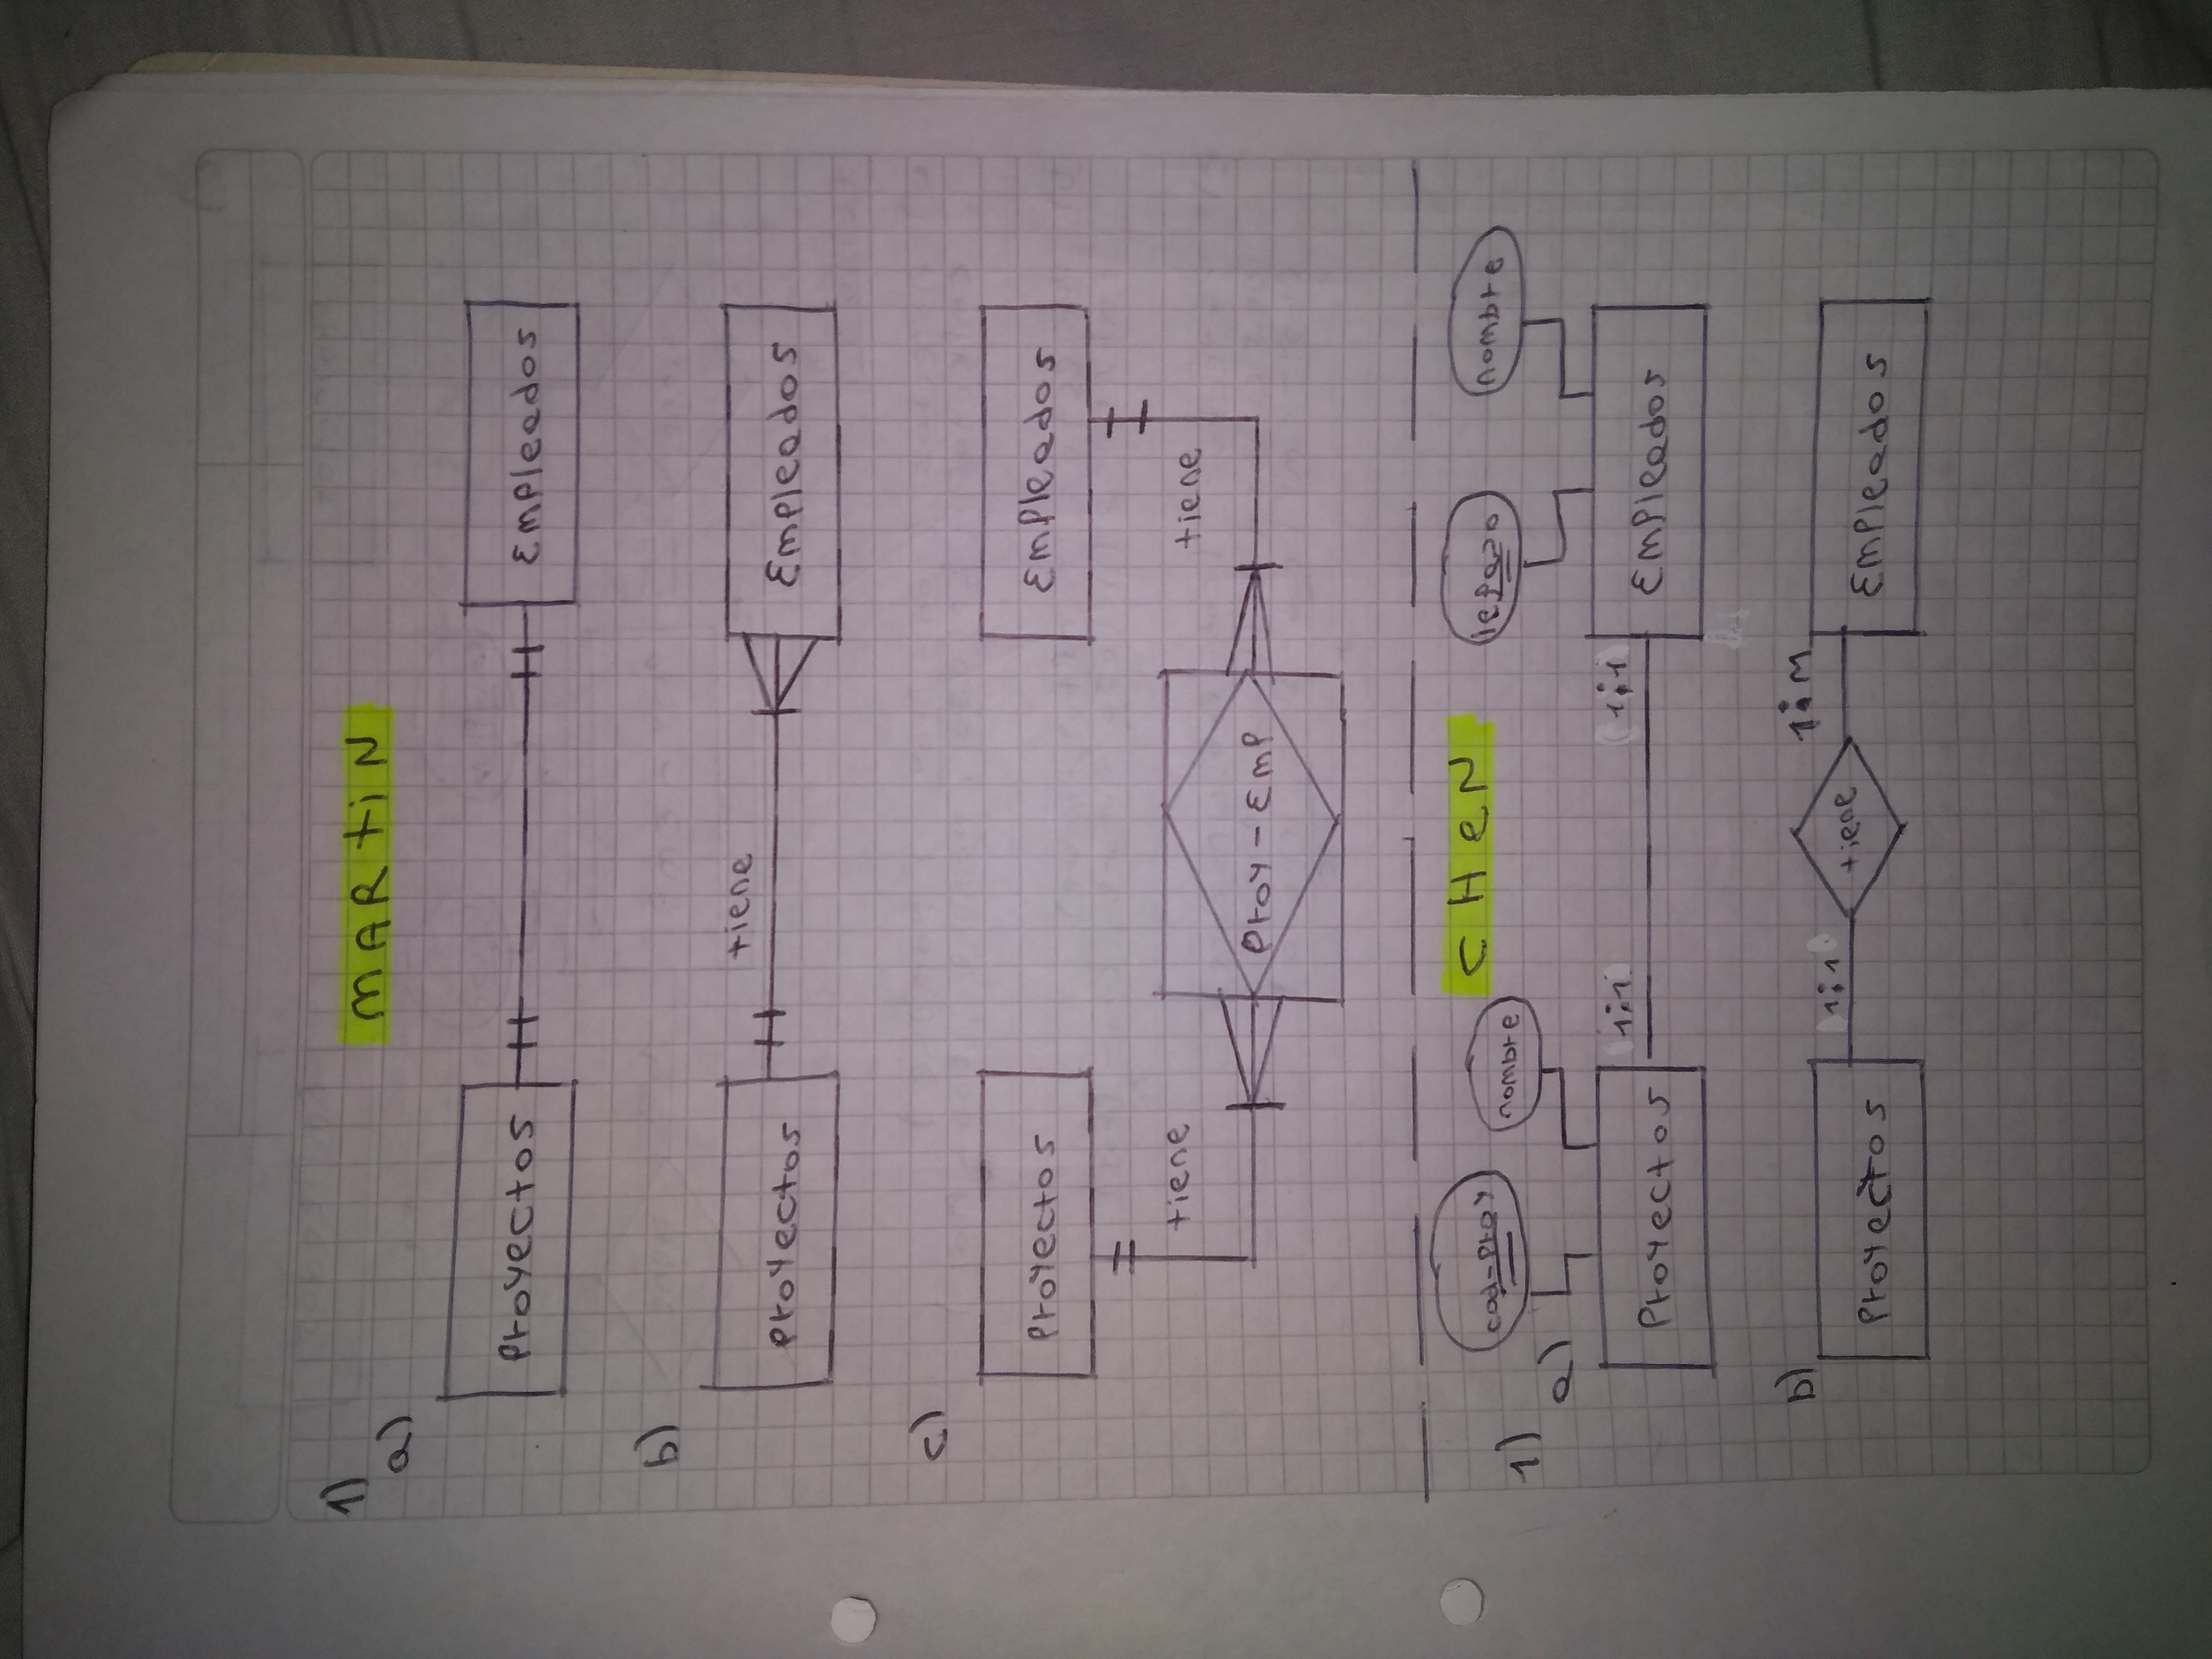 1)
MARtiN
a)
Proyectos
Empleados
b)
tiene
Proyectos
Empleados
c)
Proyectos
Empleados
tiene
tiene
Proy-Emp
CHeN
cod-Proy
nombre
legajo
nombre
1)
a)
1;1
1;1
Proyectos
Empleados
b)
1;1
tiene
1;M
Proyectos
Empleados